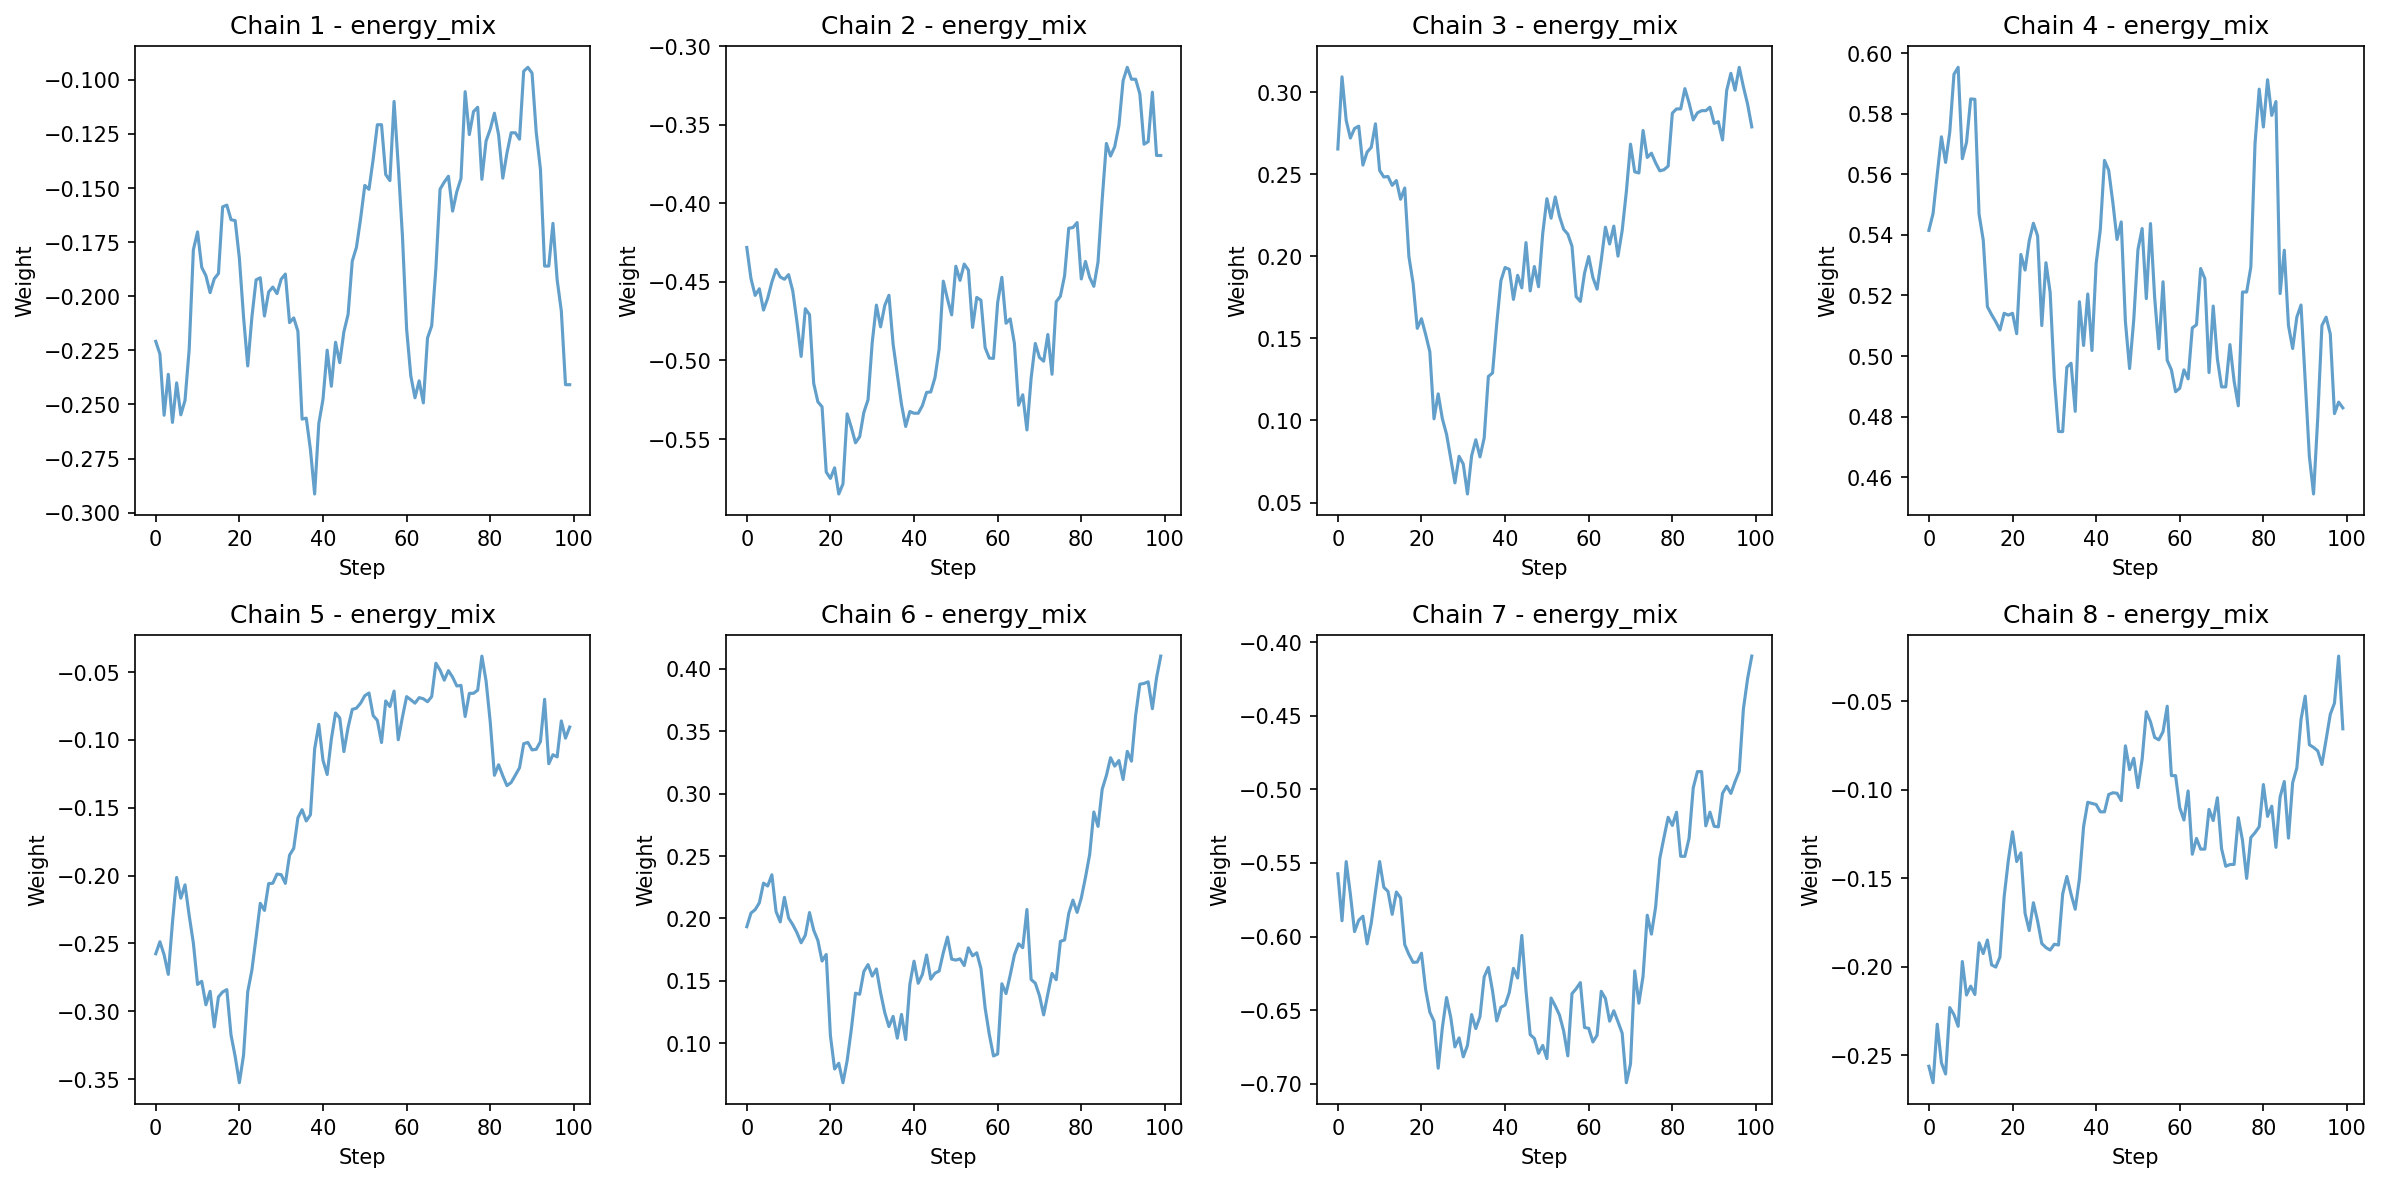 Chain 1 - energy_mix
Weight
−0.100
−0.125
−0.150
−0.175
−0.200
−0.225
−0.250
−0.275
−0.300
0 20 40 60 80 100
Step
Chain 2 - energy_mix
Weight
−0.30
−0.35
−0.40
−0.45
−0.50
−0.55
0 20 40 60 80 100
Step
Chain 3 - energy_mix
Weight
0.30
0.25
0.20
0.15
0.10
0.05
0 20 40 60 80 100
Step
Chain 4 - energy_mix
Weight
0.60
0.58
0.56
0.54
0.52
0.50
0.48
0.46
0 20 40 60 80 100
Step
Chain 5 - energy_mix
Weight
−0.05
−0.10
−0.15
−0.20
−0.25
−0.30
−0.35
0 20 40 60 80 100
Step
Chain 6 - energy_mix
Weight
0.40
0.35
0.30
0.25
0.20
0.15
0.10
0 20 40 60 80 100
Step
Chain 7 - energy_mix
Weight
−0.40
−0.45
−0.50
−0.55
−0.60
−0.65
−0.70
0 20 40 60 80 100
Step
Chain 8 - energy_mix
Weight
−0.05
−0.10
−0.15
−0.20
−0.25
0 20 40 60 80 100
Step